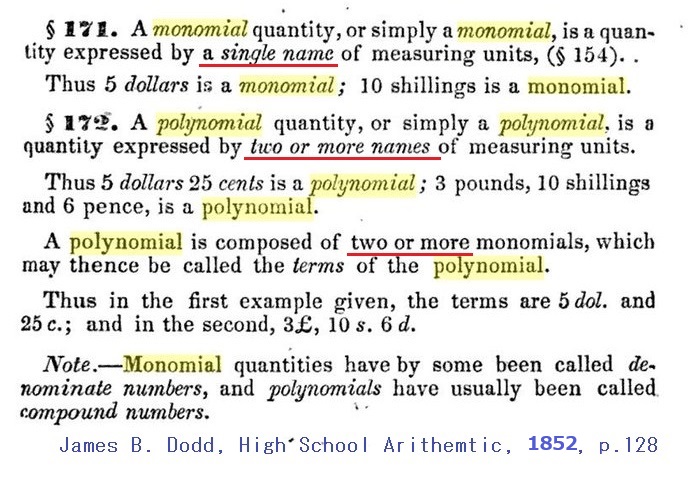 § 171. A monomial quantity, or simply a monomial, is a quan-
tity expressed by a single name of measuring units, (§ 154). .
Thus 5 dollars is a monomial; 10 shillings is a monomial.
§ 172. A polynomial quantity, or simply a polynomial, is a
quantity expressed by two or more names of measuring units.
Thus 5 dollars 25 cents is a polynomial; 3 pounds, 10 shillings
and 6 pence, is a polynomial.
A polynomial is composed of two or more monomials, which
may thence be called the terms of the polynomial.
Thus in the first example given, the terms are 5 dol. and
25 c.; and in the second, 3£, 10 s. 6 d.
Note.—Monomial quantities have by some been called de-
nominate numbers, and polynomials have usually been called
compound numbers.
James B. Dodd, High School Arithemtic, 1852, p.128